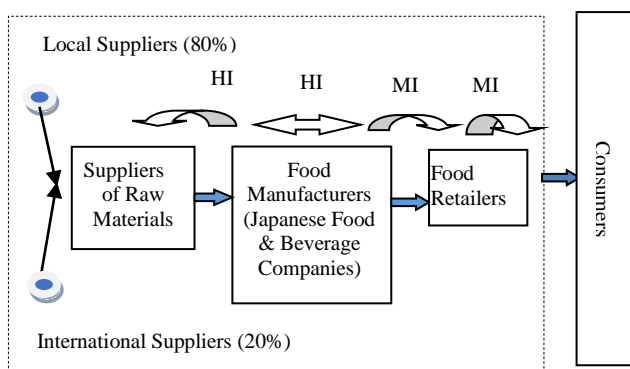 Local Suppliers (80%)
HI
HI
MI
MI
Suppliers
of Raw
Materials
Food
Manufacturers
(Japanese Food
& Beverage
Companies)
Food
Retailers
Consumers
International Suppliers (20%)